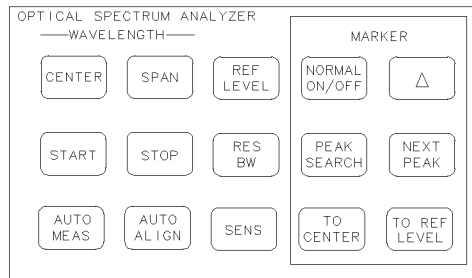 OPTICAL SPECTRUM ANALYZER
WAVELENGTH
MARKER
CENTER
SPAN
REF
LEVEL
NORMAL
ON/OFF
Δ
START
STOP
RES
BW
PEAK
SEARCH
NEXT
PEAK
AUTO
MEAS
AUTO
ALIGN
SENS
TO
CENTER
TO REF
LEVEL